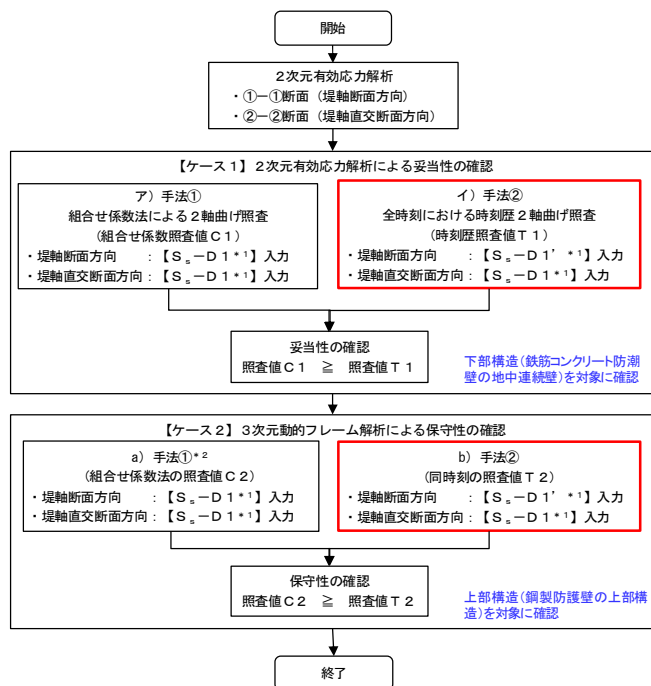 開始
２次元有効応力解析
・①－①断面（堤軸断面方向）
・②－②断面（堤軸直交断面方向）
【ケース１】２次元有効応力解析による妥当性の確認
ア）手法①
組合せ係数法による２軸曲げ照査
（組合せ係数照査値Ｃ１）
・堤軸断面方向　　：【Ｓｓ－Ｄ１*¹】入力
・堤軸直交断面方向：【Ｓｓ－Ｄ１*¹】入力
イ）手法②
全時刻における時刻歴２軸曲げ照査
（時刻歴照査値Ｔ１）
・堤軸断面方向　　：【Ｓｓ－Ｄ１’*¹】入力
・堤軸直交断面方向：【Ｓｓ－Ｄ１*¹】入力
妥当性の確認
照査値Ｃ１　≧　照査値Ｔ１
下部構造（鉄筋コンクリート防潮
壁の地中連続壁）を対象に確認
【ケース２】３次元動的フレーム解析による保守性の確認
a）手法①*²
（組合せ係数法の照査値Ｃ２）
・堤軸断面方向　　：【Ｓｓ－Ｄ１*¹】入力
・堤軸直交断面方向：【Ｓｓ－Ｄ１*¹】入力
b）手法②
（同時刻の照査値Ｔ２）
・堤軸断面方向　　：【Ｓｓ－Ｄ１’*¹】入力
・堤軸直交断面方向：【Ｓｓ－Ｄ１*¹】入力
保守性の確認
照査値Ｃ２　≧　照査値Ｔ２
上部構造（鋼製防護壁の上部構
造）を対象に確認
終了